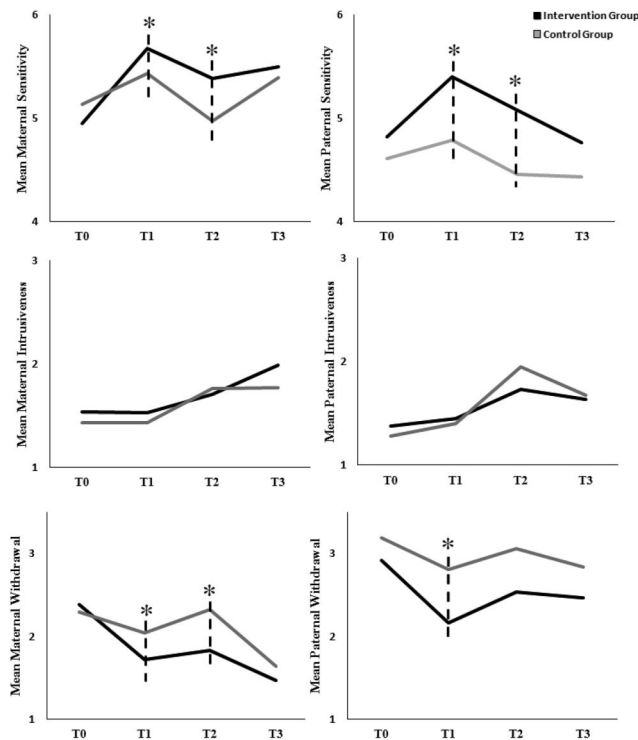 Intervention Group
Control Group
Mean Maternal Sensitivity
6
5
4
*
*
T0 T1 T2 T3
Mean Paternal Sensitivity
6
5
4
*
*
T0 T1 T2 T3
Mean Maternal Intrusiveness
3
2
1
T0 T1 T2 T3
Mean Paternal Intrusiveness
3
2
1
T0 T1 T2 T3
Mean Maternal Withdrawal
3
2
1
*
*
T0 T1 T2 T3
Mean Paternal Withdrawal
3
2
1
*
T0 T1 T2 T3